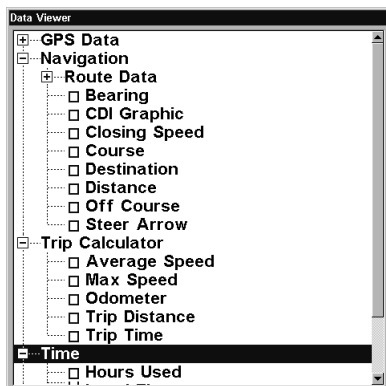 Data Viewer
GPS Data
Navigation
Route Data
Bearing
CDI Graphic
Closing Speed
Course
Destination
Distance
Off Course
Steer Arrow
Trip Calculator
Average Speed
Max Speed
Odometer
Trip Distance
Trip Time
Time
Hours Used